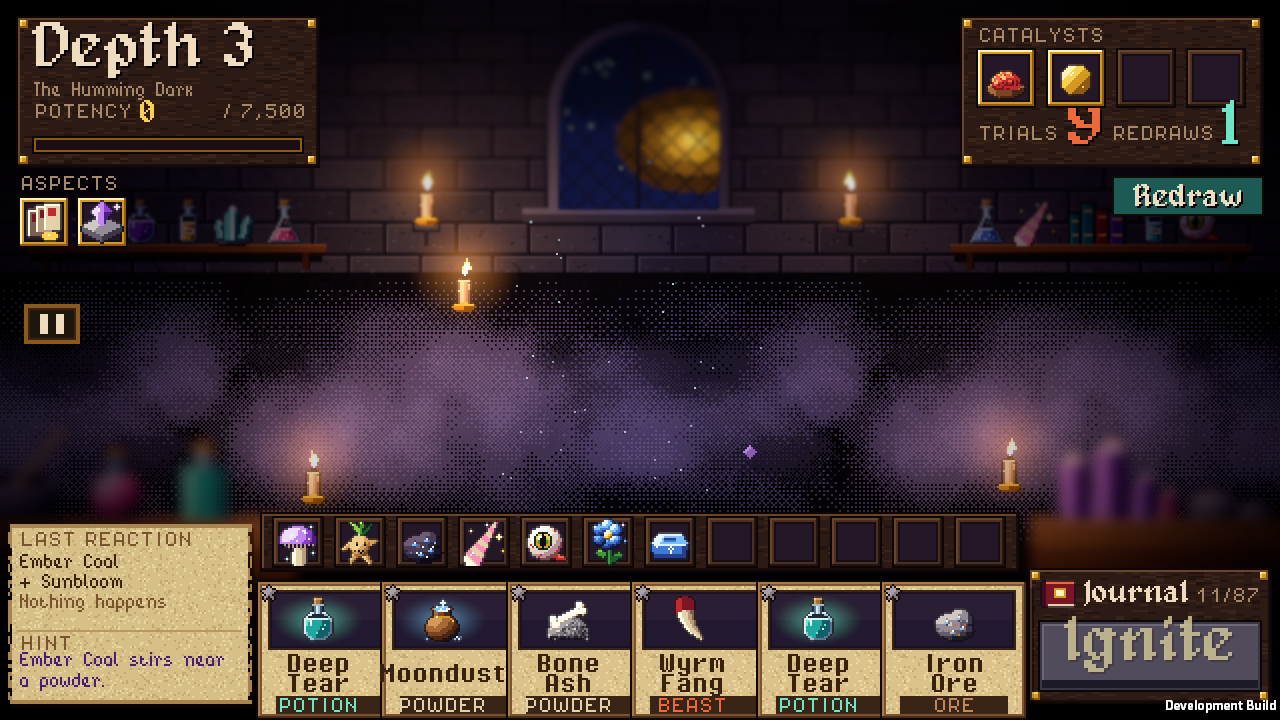 Depth 3
The Humming Dark
POTENCY 0 / 7,500
ASPECTS
CATALYSTS
TRIALS 9 REDRAWS 1
Redraw
LAST REACTION
Ember Coal
+ Sunbloom
Nothing happens
HINT
Ember Coal stirs near
a powder.
Deep
Tear
POTION
Moondust
POWDER
Bone
Ash
POWDER
Wyrm
Fang
BEAST
Deep
Tear
POTION
Iron
Ore
ORE
Journal 11/87
Ignite
Development Build